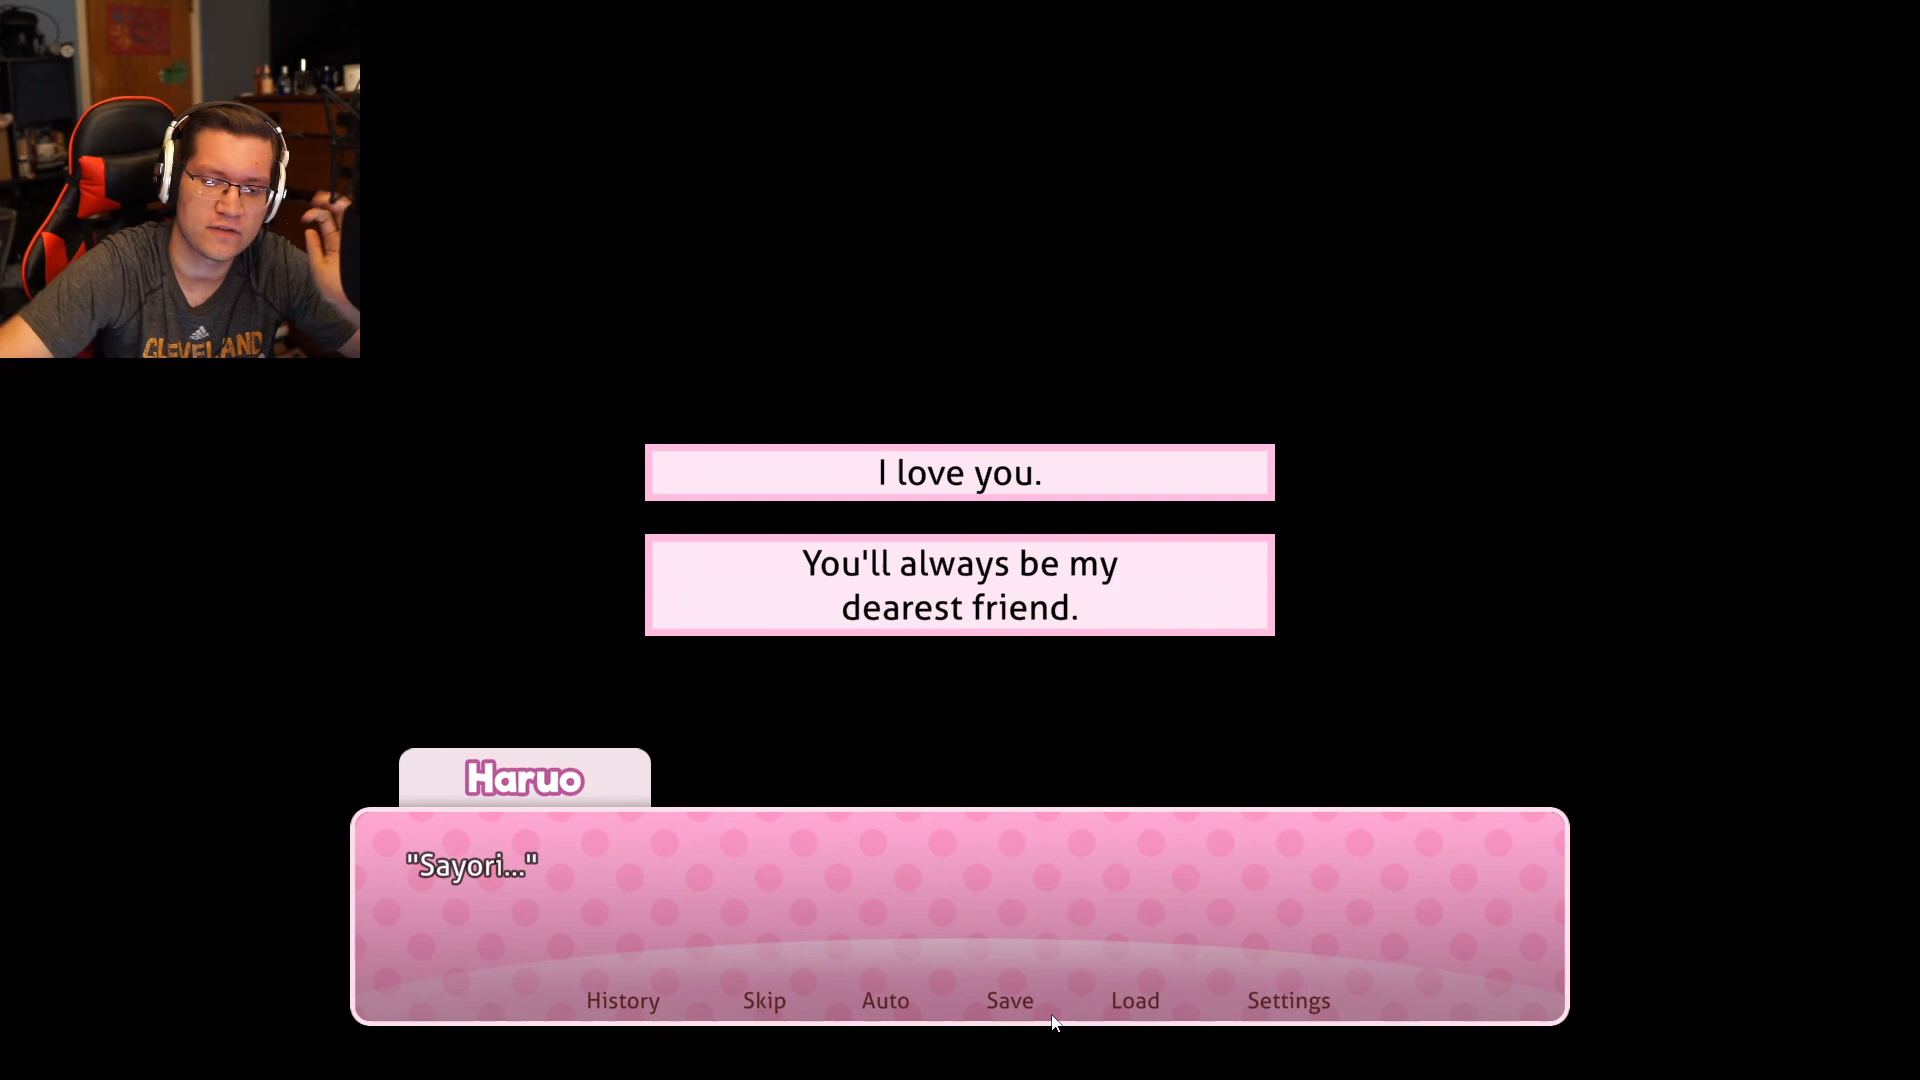 CLEVELAND
I love you.
You'll always be my
dearest friend.
Haruo
"Sayori..."
History Skip Auto Save Load Settings